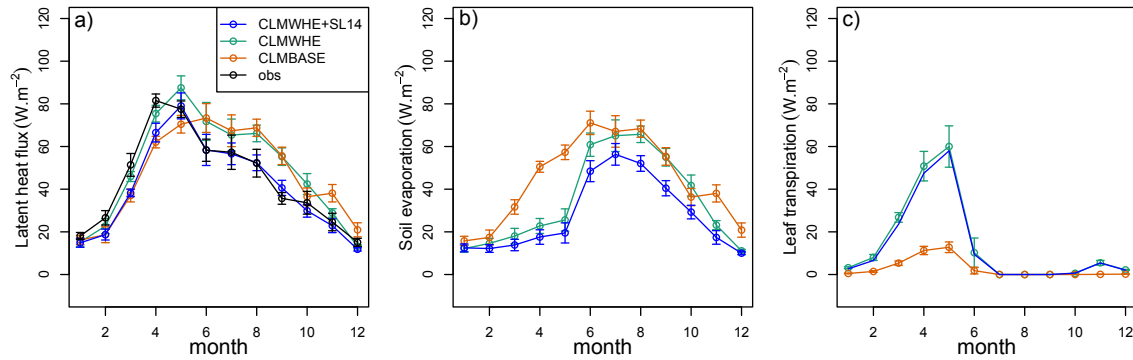 a)
Latent heat flux (W.m−2)
0 20 40 60 80 100 120
2 4 6 8 10 12
month
CLMWHE+SL14
CLMWHE
CLMBASE
obs
b)
Soil evaporation (W.m−2)
0 20 40 60 80 100 120
2 4 6 8 10 12
month
c)
Leaf transpiration (W.m−2)
0 20 40 60 80 100 120
2 4 6 8 10 12
month